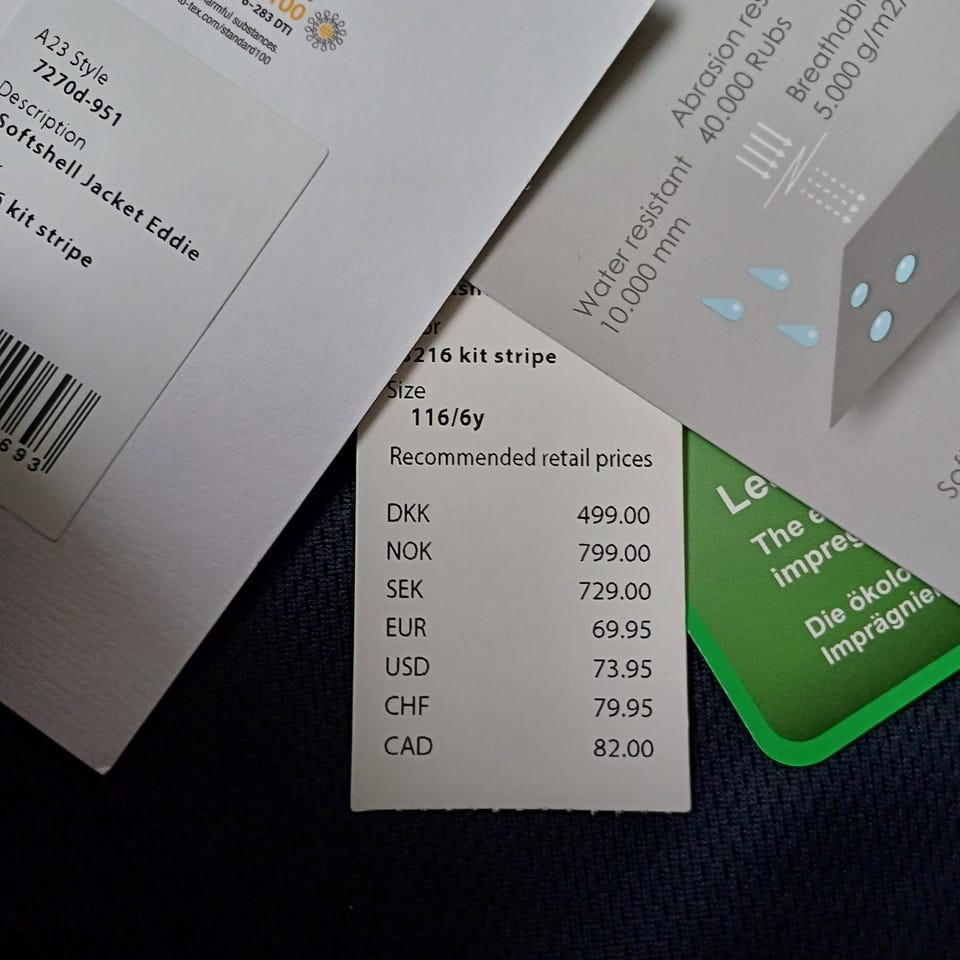 A23 Style
7270d-951
Description
Softshell Jacket Eddie
kit stripe
693
100
6-283 DTI
harmful substances.
o-tex.com/standard100
216 kit stripe
Size
116/6y
Recommended retail prices
DKK 499.00
NOK 799.00
SEK 729.00
EUR 69.95
USD 73.95
CHF 79.95
CAD 82.00
Water resistant
10.000 mm
Abrasion res
40.000 Rubs
Breathabi
5.000 g/m2/
The e
impreg
Die ökolo
Imprägnie